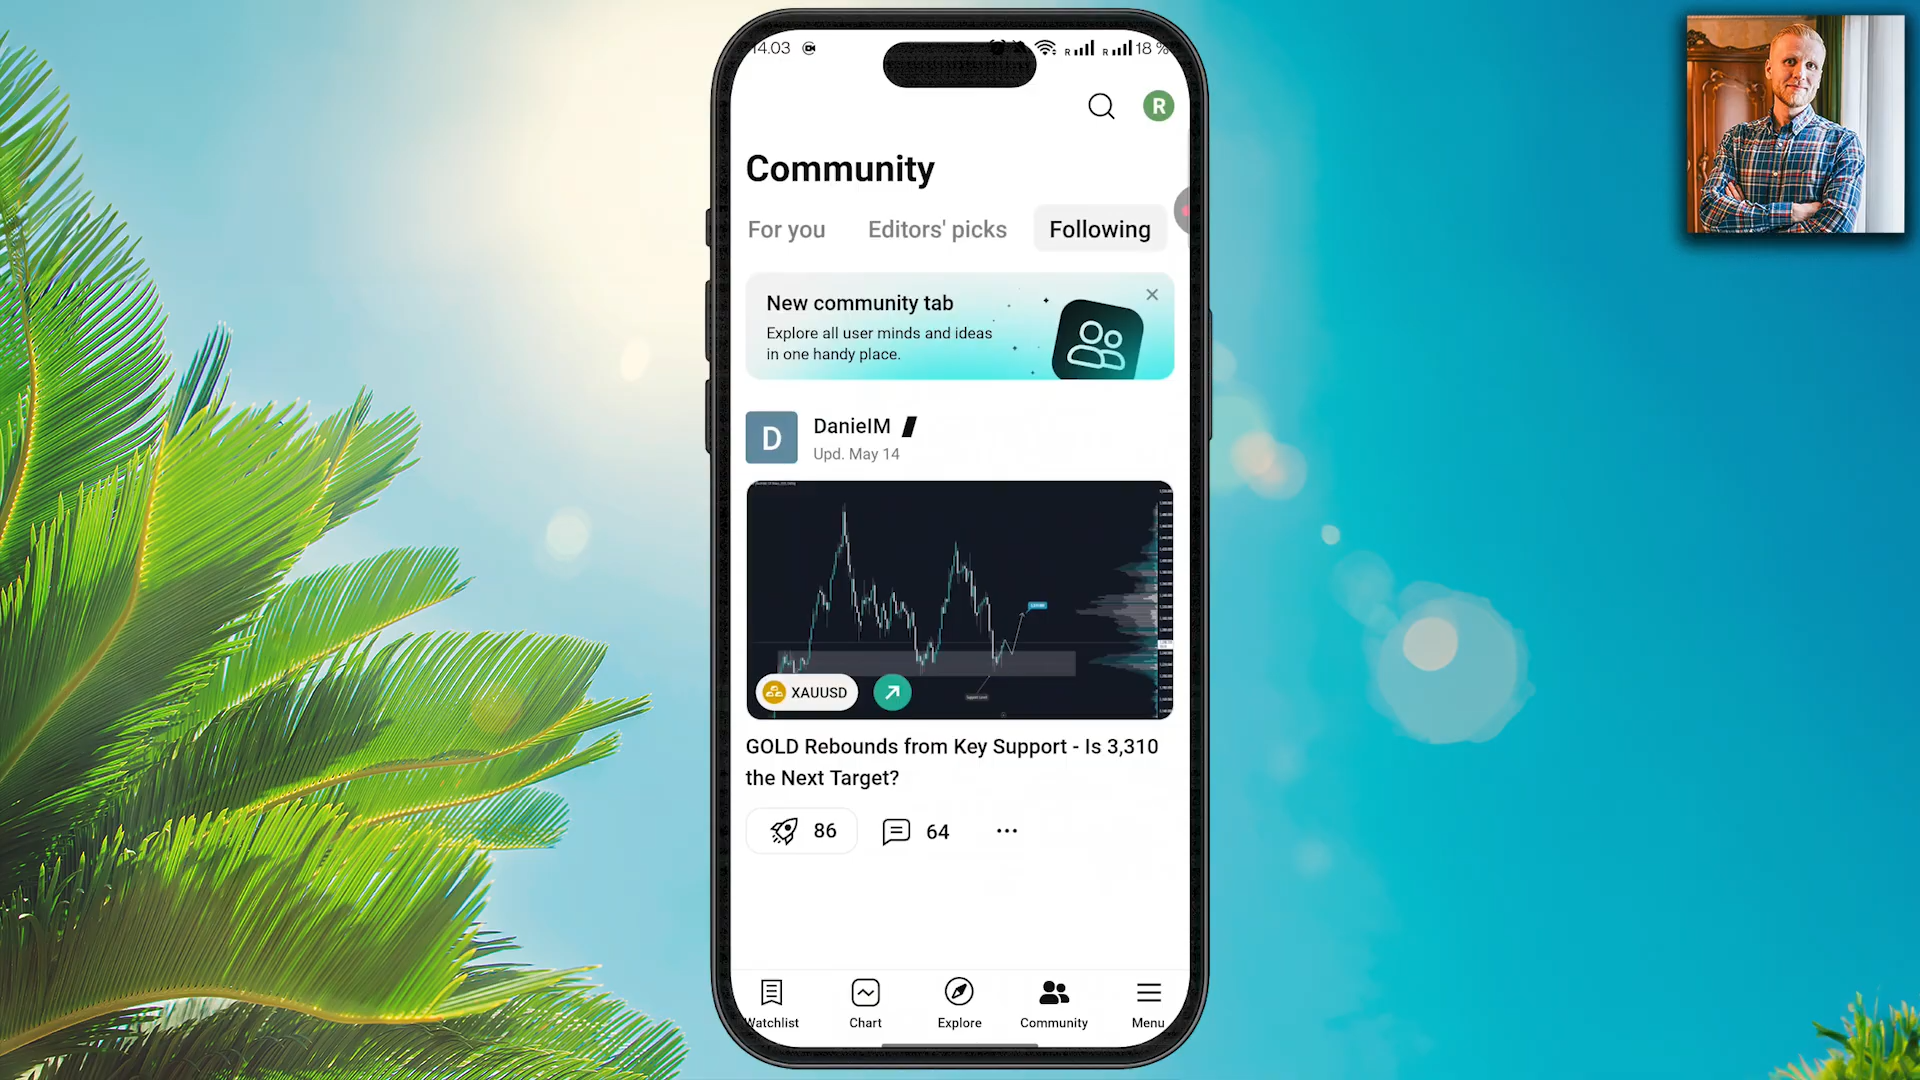 14.03
R
R
18 %
R
Community
For you
Editors' picks
Following
New community tab
Explore all user minds and ideas
in one handy place.
D
DanielM
Upd. May 14
XAUUSD
GOLD Rebounds from Key Support - Is 3,310
the Next Target?
86
64
Watchlist
Chart
Explore
Community
Menu